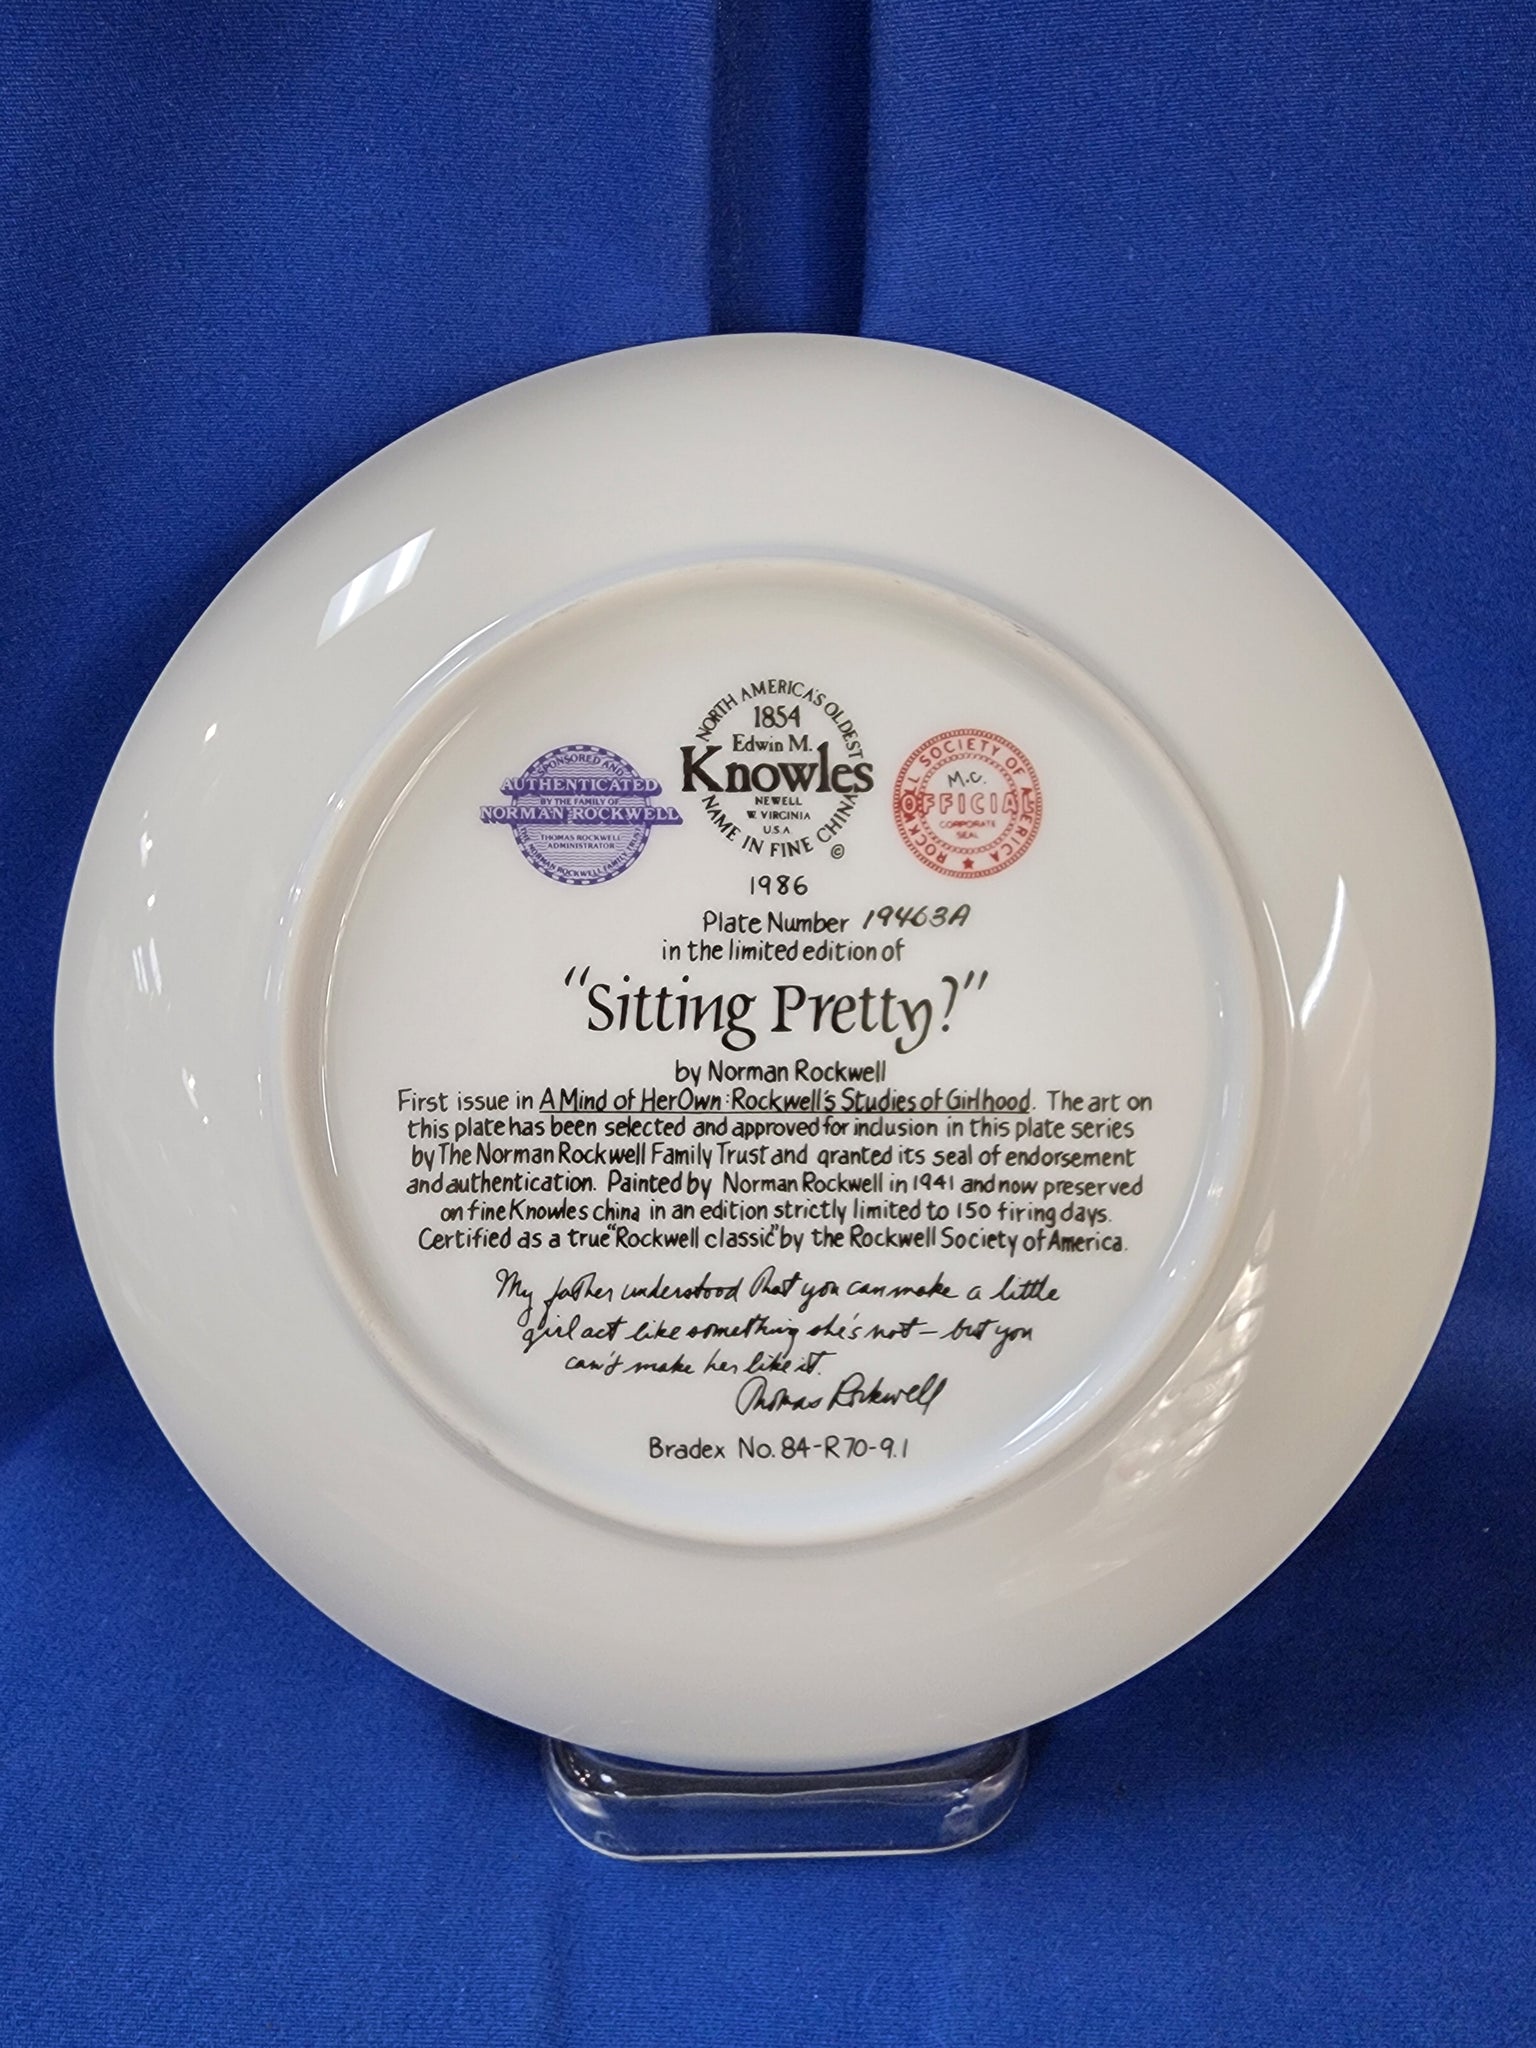 NORTH AMERICA'S OLDEST
1854
Edwin M.
Knowles
NEWELL
W. VIRGINIA
U.S.A
NAME IN FINE CHINA
©
SPONSORED AND
AUTHENTICATED
BY THE FAMILY OF
NORMAN ROCKWELL
THOMAS ROCKWELL
ADMINISTRATOR
THE NORMAN ROCKWELL FAMILY TRUST
ROCKWELL SOCIETY OF AMERICA
M.C.
OFFICIAL
CORPORATE
SEAL
1986
Plate Number 19463A
in the limited edition of
"Sitting Pretty?"
by Norman Rockwell
First issue in A Mind of Her Own: Rockwell's Studies of Girlhood. The art on
this plate has been selected and approved for inclusion in this plate series
by The Norman Rockwell Family Trust and granted its seal of endorsement
and authentication. Painted by Norman Rockwell in 1941 and now preserved
on fine Knowles china in an edition strictly limited to 150 firing days.
Certified as a true "Rockwell classic" by the Rockwell Society of America.
My father understood that you can make a little
girl act like something she's not – but you
can't make her like it.
Thomas Rockwell
Bradex No. 84-R70-9.1